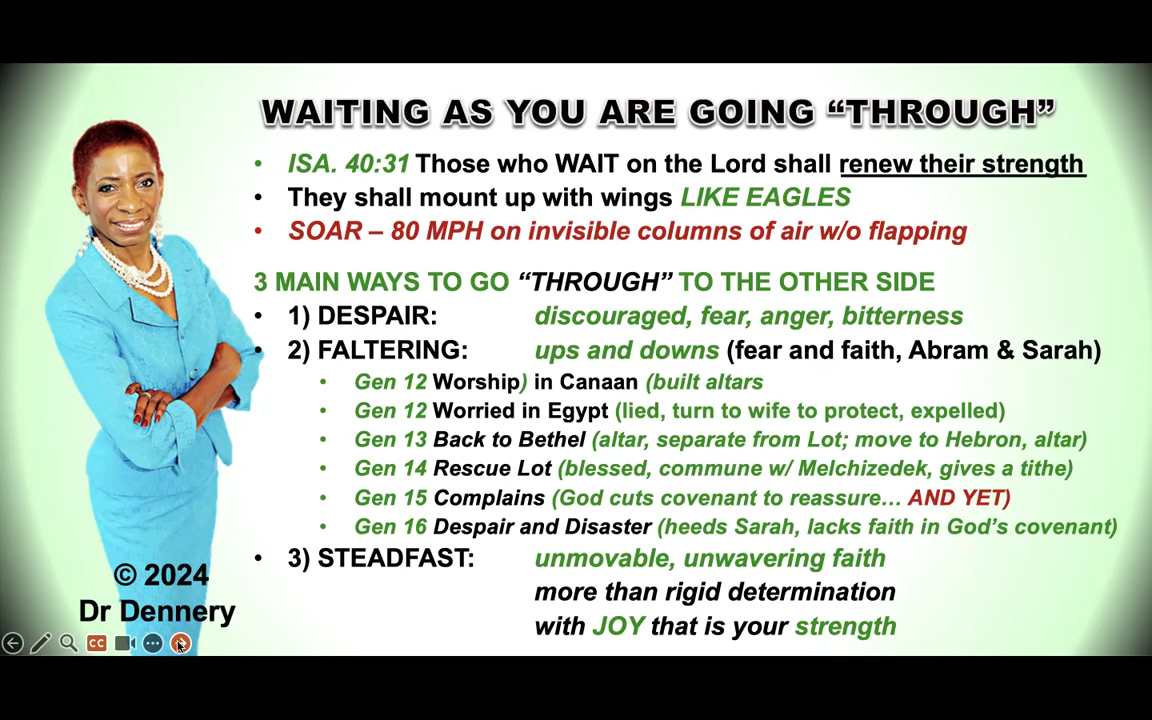 WAITING AS YOU ARE GOING “THROUGH”
• ISA. 40:31 Those who WAIT on the Lord shall renew their strength
• They shall mount up with wings LIKE EAGLES
• SOAR – 80 MPH on invisible columns of air w/o flapping
3 MAIN WAYS TO GO “THROUGH” TO THE OTHER SIDE
• 1) DESPAIR: discouraged, fear, anger, bitterness
• 2) FALTERING: ups and downs (fear and faith, Abram & Sarah)
• Gen 12 Worship) in Canaan (built altars
• Gen 12 Worried in Egypt (lied, turn to wife to protect, expelled)
• Gen 13 Back to Bethel (altar, separate from Lot; move to Hebron, altar)
• Gen 14 Rescue Lot (blessed, commune w/ Melchizedek, gives a tithe)
• Gen 15 Complains (God cuts covenant to reassure… AND YET)
• Gen 16 Despair and Disaster (heeds Sarah, lacks faith in God’s covenant)
• 3) STEADFAST: unmovable, unwavering faith
more than rigid determination
with JOY that is your strength
© 2024
Dr Dennery
CC